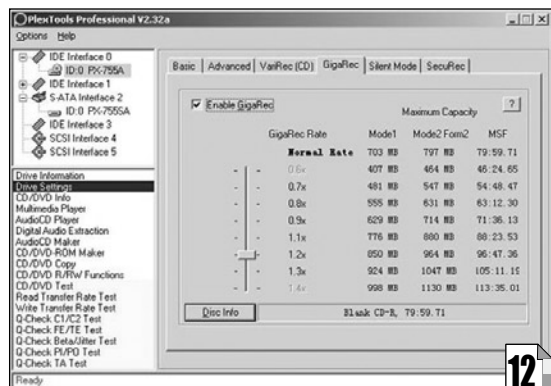 PlexTools Professional V2.32a
Options Help
IDE Interface 0
ID:0 PX-755A
IDE Interface 1
S-ATA Interface 2
ID:0 PX-755SA
IDE Interface 3
SCSI Interface 4
SCSI Interface 5
Drive Information
Drive Settings
CD/DVD Info
Multimedia Player
AudioCD Player
Digital Audio Extraction
AudioCD Maker
CD/DVD-ROM Maker
CD/DVD Copy
CD/DVD R/RW Functions
CD/DVD Test
Read Transfer Rate Test
Write Transfer Rate Test
Q-Check C1/C2 Test
Q-Check FE/TE Test
Q-Check Beta/Jitter Test
Q-Check PI/PO Test
Q-Check TA Test
Basic Advanced VariRec (CD) GigaRec Silent Mode SecuRec
Enable GigaRec
Maximum Capacity ?
GigaRec Rate Mode1 Mode2 Form2 MSF
Normal Rate 703 MB 797 MB 79:59.71
0.6x 407 MB 464 MB 46:24.65
0.7x 481 MB 547 MB 54:48.47
0.8x 555 MB 631 MB 63:12.30
0.9x 629 MB 714 MB 71:36.13
1.1x 776 MB 880 MB 88:23.53
1.2x 850 MB 964 MB 96:47.36
1.3x 924 MB 1047 MB 105:11.19
1.4x 998 MB 1130 MB 113:35.01
Disc Info Blank CD-R, 79:59.71
Ready
12